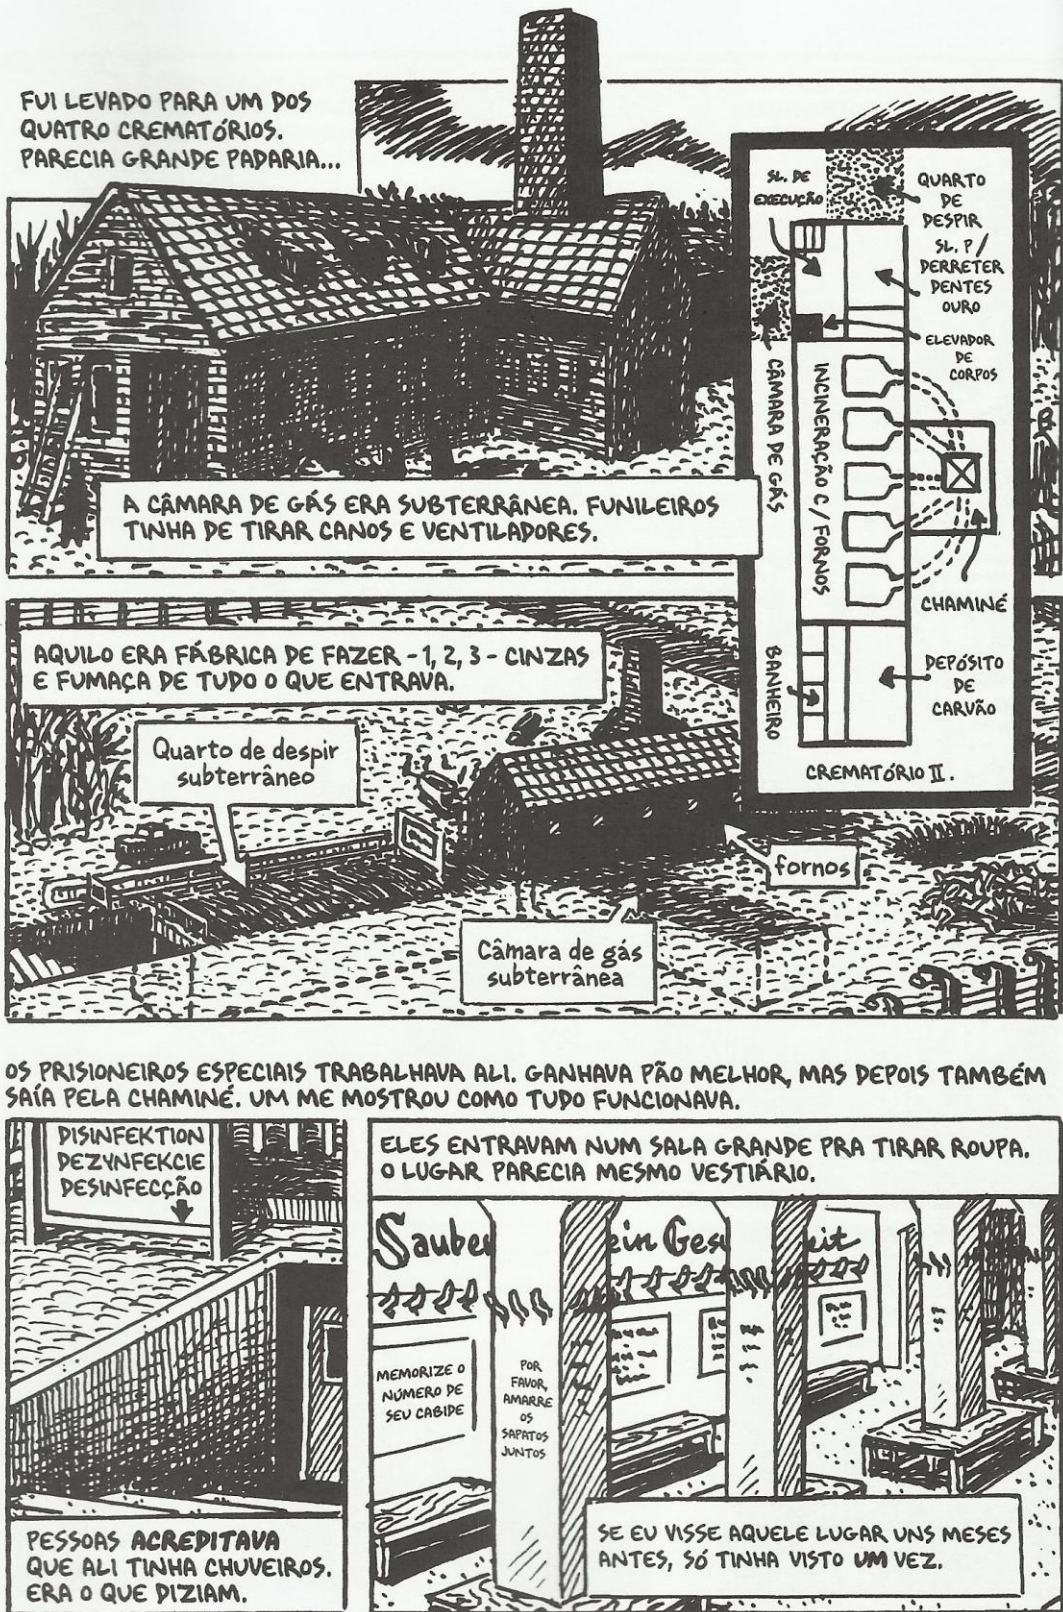 FUI LEVADO PARA UM DOS
QUATRO CREMATÓRIOS.
PARECIA GRANDE PADARIA...
SL. DE
EXECUÇÃO
QUARTO
DE
DESPIR
SL. P/
DERRETER
DENTES
OURO
ELEVADOR
DE
CORPOS
CÂMARA DE GÁS
INCINERAÇÃO C/ FORNOS
CHAMINÉ
BANHEIRO
DEPÓSITO
DE
CARVÃO
CREMATÓRIO II.
A CÂMARA DE GÁS ERA SUBTERRÂNEA. FUNILEIROS
TINHA DE TIRAR CANOS E VENTILADORES.
AQUILO ERA FÁBRICA DE FAZER - 1, 2, 3 - CINZAS
E FUMAÇA DE TUDO O QUE ENTRAVA.
Quarto de despir
subterrâneo
fornos
Câmara de gás
subterrânea
OS PRISIONEIROS ESPECIAIS TRABALHAVA ALI. GANHAVA PÃO MELHOR, MAS DEPOIS TAMBÉM
SAÍA PELA CHAMINÉ. UM ME MOSTROU COMO TUDO FUNCIONAVA.
DISINFEKTION
DEZYNFEKCIE
DESINFECÇÃO
PESSOAS ACREDITAVA
QUE ALI TINHA CHUVEIROS.
ERA O QUE DIZIAM.
ELES ENTRAVAM NUM SALA GRANDE PRA TIRAR ROUPA.
O LUGAR PARECIA MESMO VESTIÁRIO.
Saube ein Ges eit
MEMORIZE O
NÚMERO DE
SEU CABIDE
POR
FAVOR,
AMARRE
OS
SAPATOS
JUNTOS
SE EU VISSE AQUELE LUGAR UNS MESES
ANTES, SÓ TINHA VISTO UM VEZ.